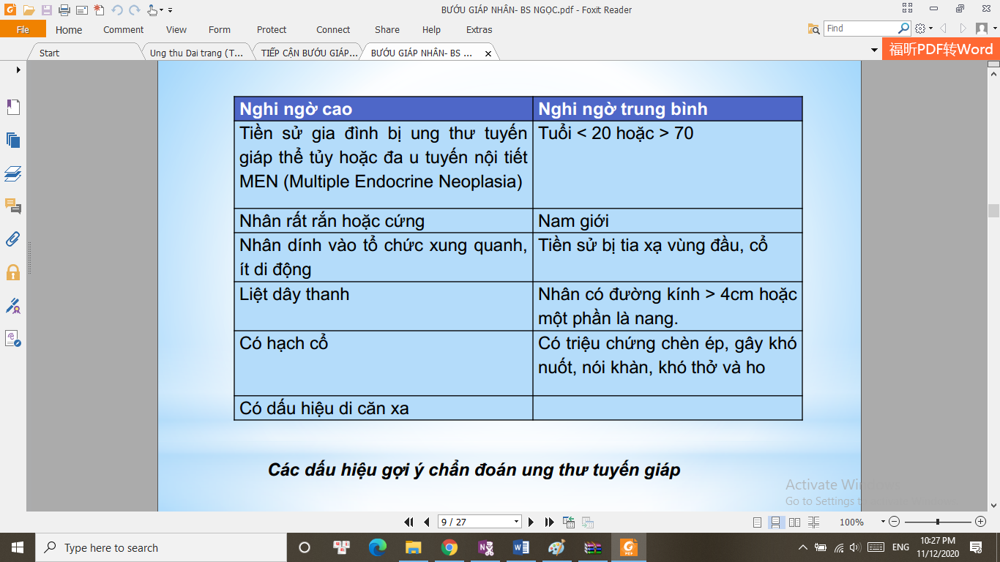 BƯỚU GIÁP NHÂN- BS NGỌC.pdf - Foxit Reader
File Home Comment View Form Protect Connect Share Help Extras
Find
Start
Ung thu Dai trang (T...
TIẾP CẬN BƯỚU GIÁP...
BƯỚU GIÁP NHÂN- BS ...
福昕PDF转Word
Nghi ngờ cao
Nghi ngờ trung bình
Tiền sử gia đình bị ung thư tuyến
giáp thể tủy hoặc đa u tuyến nội tiết
MEN (Multiple Endocrine Neoplasia)
Tuổi < 20 hoặc > 70
Nhân rất rắn hoặc cứng
Nam giới
Nhân dính vào tổ chức xung quanh,
ít di động
Tiền sử bị tia xạ vùng đầu, cổ
Liệt dây thanh
Nhân có đường kính > 4cm hoặc
một phần là nang.
Có hạch cổ
Có triệu chứng chèn ép, gây khó
nuốt, nói khàn, khó thở và ho
Có dấu hiệu di căn xa
Các dấu hiệu gợi ý chẩn đoán ung thư tuyến giáp
Activate Windows
Go to Settings
9 / 27
100%
Type here to search
ENG
10:27 PM
11/12/2020